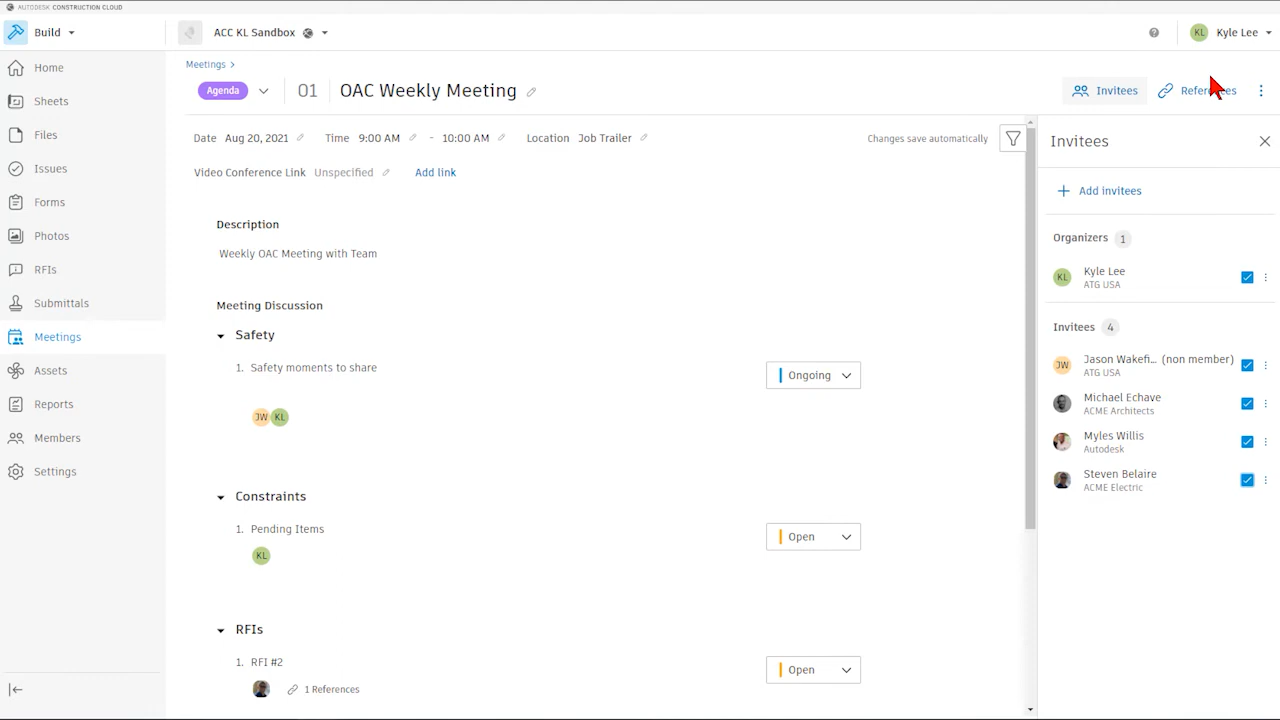 AUTODESK CONSTRUCTION CLOUD
Build
ACC KL Sandbox
KL Kyle Lee
Home
Sheets
Files
Issues
Forms
Photos
RFIs
Submittals
Meetings
Assets
Reports
Members
Settings
Meetings >
Agenda 01 OAC Weekly Meeting
Invitees
Date Aug 20, 2021 Time 9:00 AM - 10:00 AM Location Job Trailer Changes save automatically
Video Conference Link Unspecified Add link
Description
Weekly OAC Meeting with Team
Meeting Discussion
Safety
1. Safety moments to share Ongoing
JW KL
Constraints
1. Pending Items Open
KL
RFIs
1. RFI #2 Open
1 References
Invitees
+ Add invitees
Organizers 1
KL Kyle Lee
ATG USA
Invitees 4
JW Jason Wakefi... (non member)
ATG USA
Michael Echave
ACME Architects
Myles Willis
Autodesk
Steven Belaire
ACME Electric